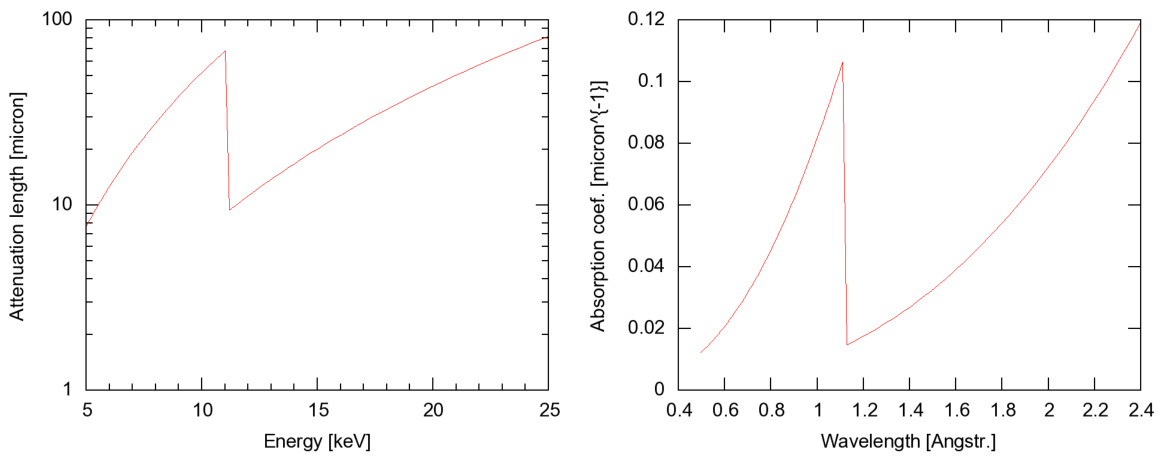 100
10
1
5 10 15 20 25
Attenuation length [micron]
Energy [keV]
0.12
0.1
0.08
0.06
0.04
0.02
0
0.4 0.6 0.8 1 1.2 1.4 1.6 1.8 2 2.2 2.4
Absorption coef. [micron^{-1}]
Wavelength [Angstr.]